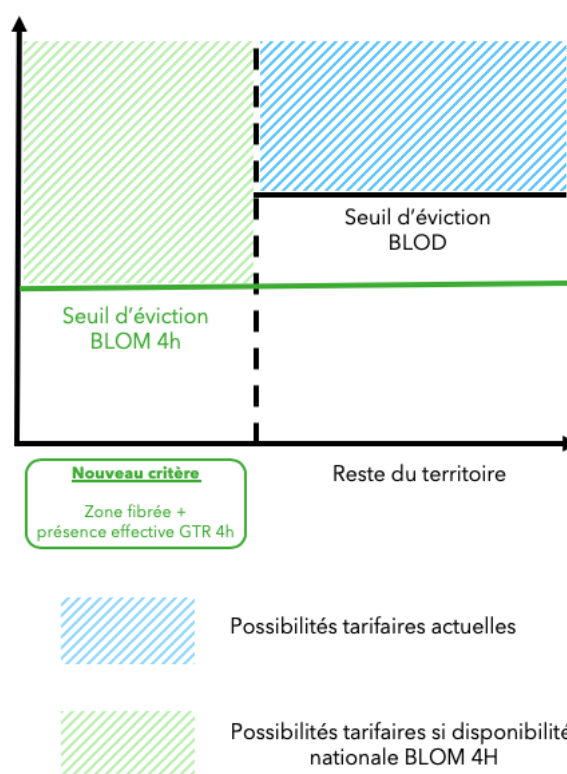 Seuil d'éviction
BLOD
Seuil d'éviction
BLOM 4h
Nouveau critère
Zone fibrée +
présence effective GTR 4h
Reste du territoire
Possibilités tarifaires actuelles
Possibilités tarifaires si disponibilité
nationale BLOM 4H